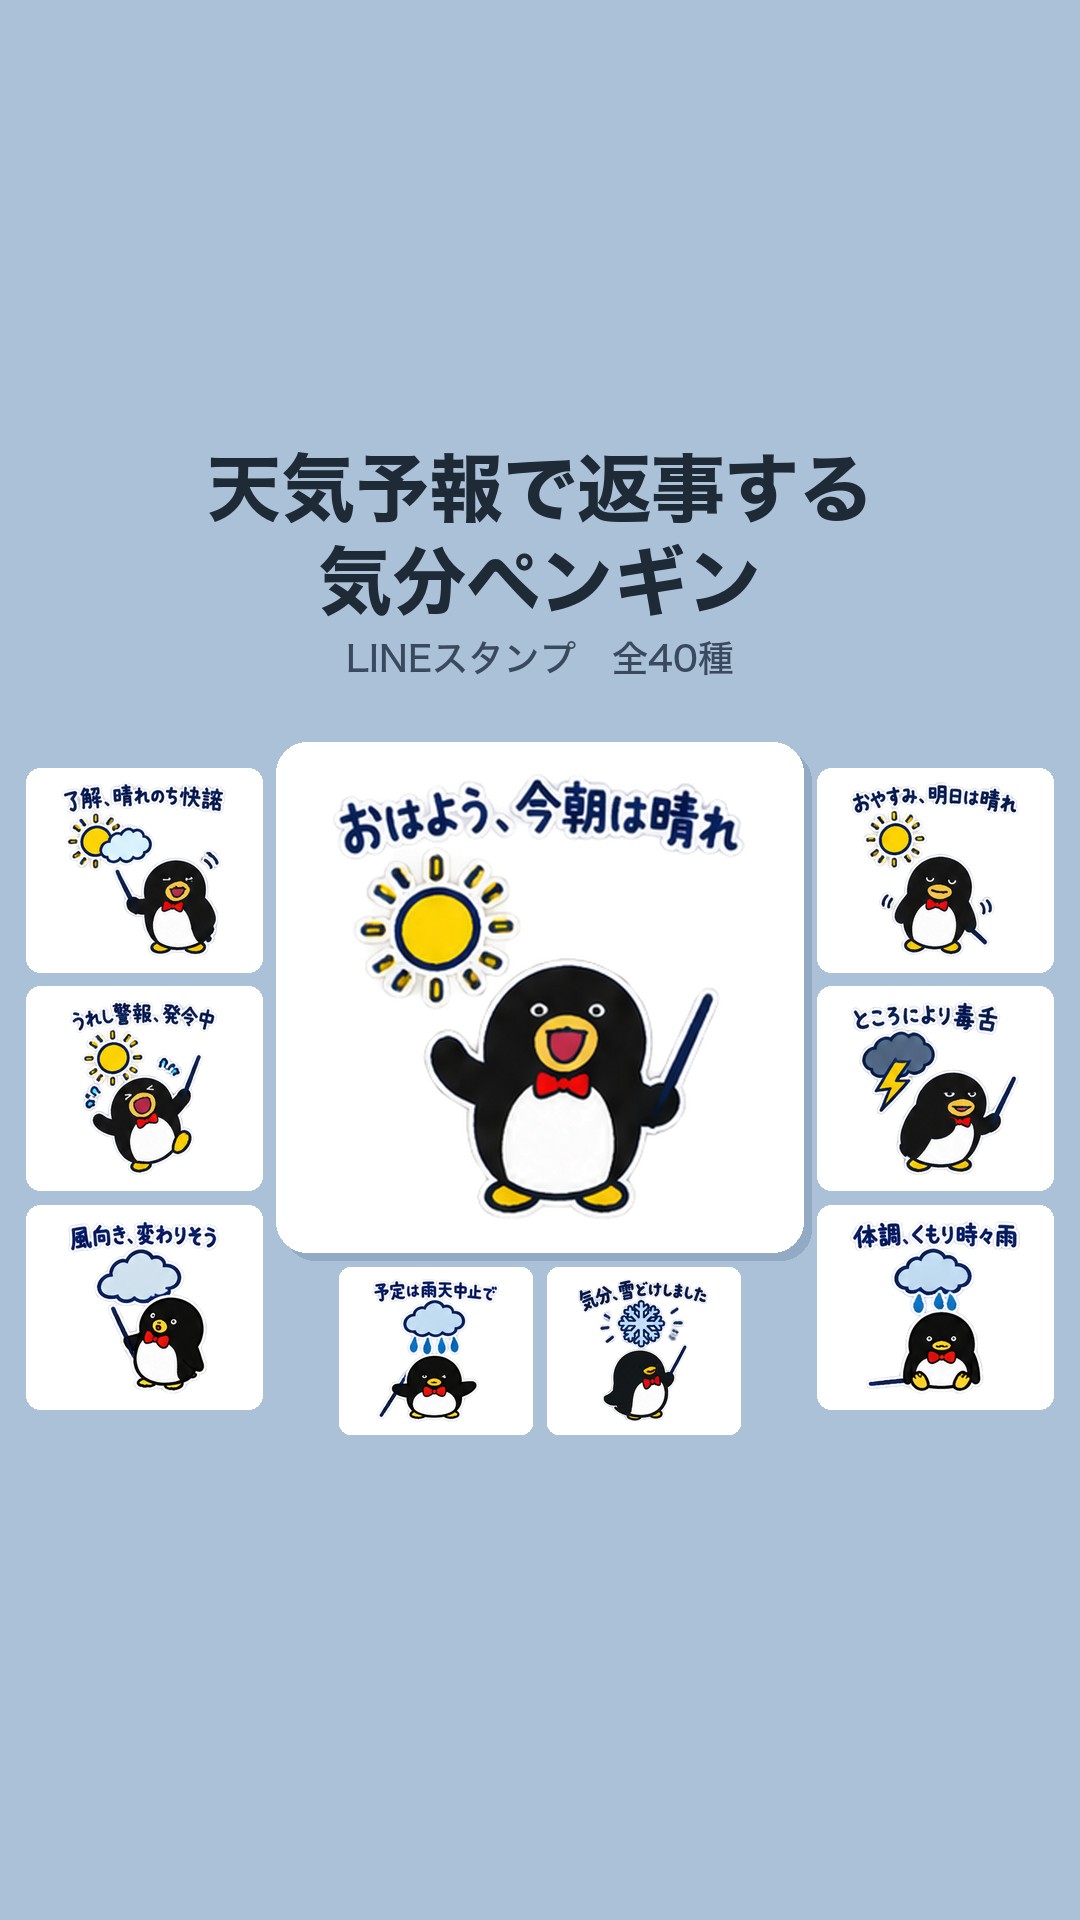 天気予報で返事する
気分ペンギン
LINEスタンプ　全40種
了解、晴れのち快諾
おはよう、今朝は晴れ
おやすみ、明日は晴れ
うれし警報、発令中
ところにより毒舌
風向き、変わりそう
体調、くもり時々雨
予定は雨天中止で
気分、雪どけしました